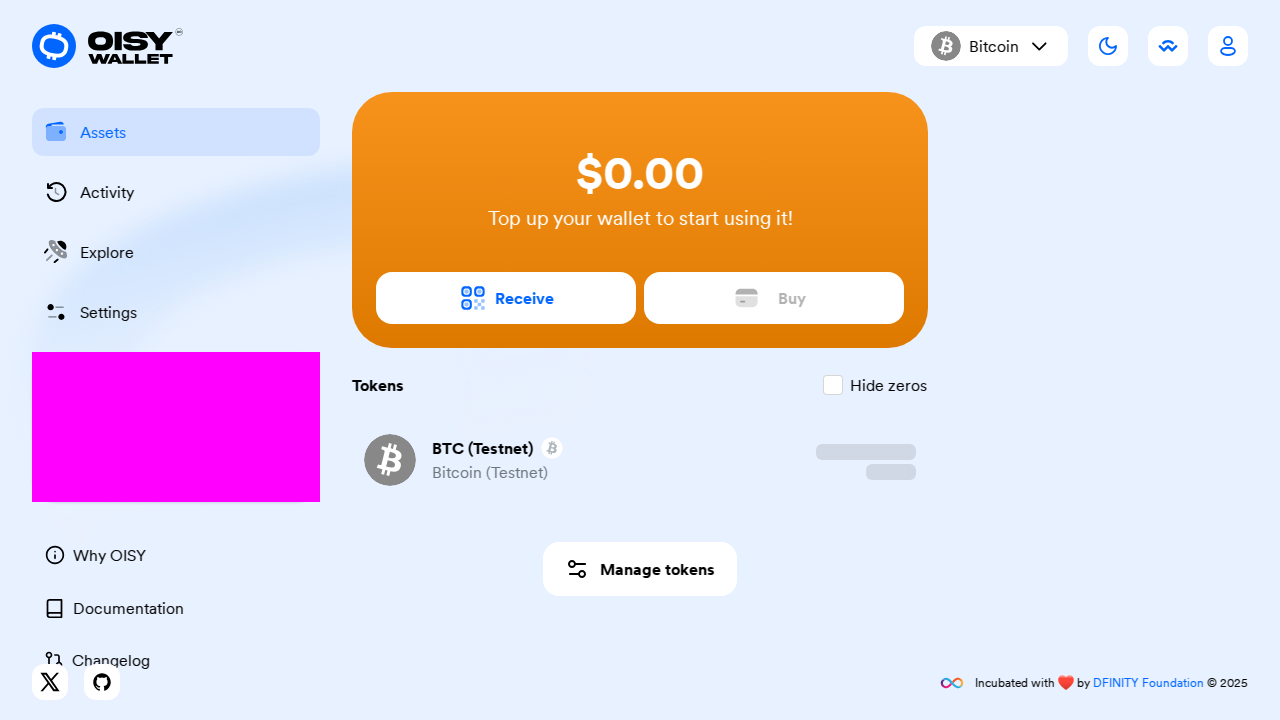 OISY
WALLET
Bitcoin
Assets
Activity
Explore
Settings
$0.00
Top up your wallet to start using it!
Receive
Buy
Tokens
Hide zeros
BTC (Testnet)
Bitcoin (Testnet)
Manage tokens
Why OISY
Documentation
Changelog
Incubated with ❤️ by DFINITY Foundation © 2025